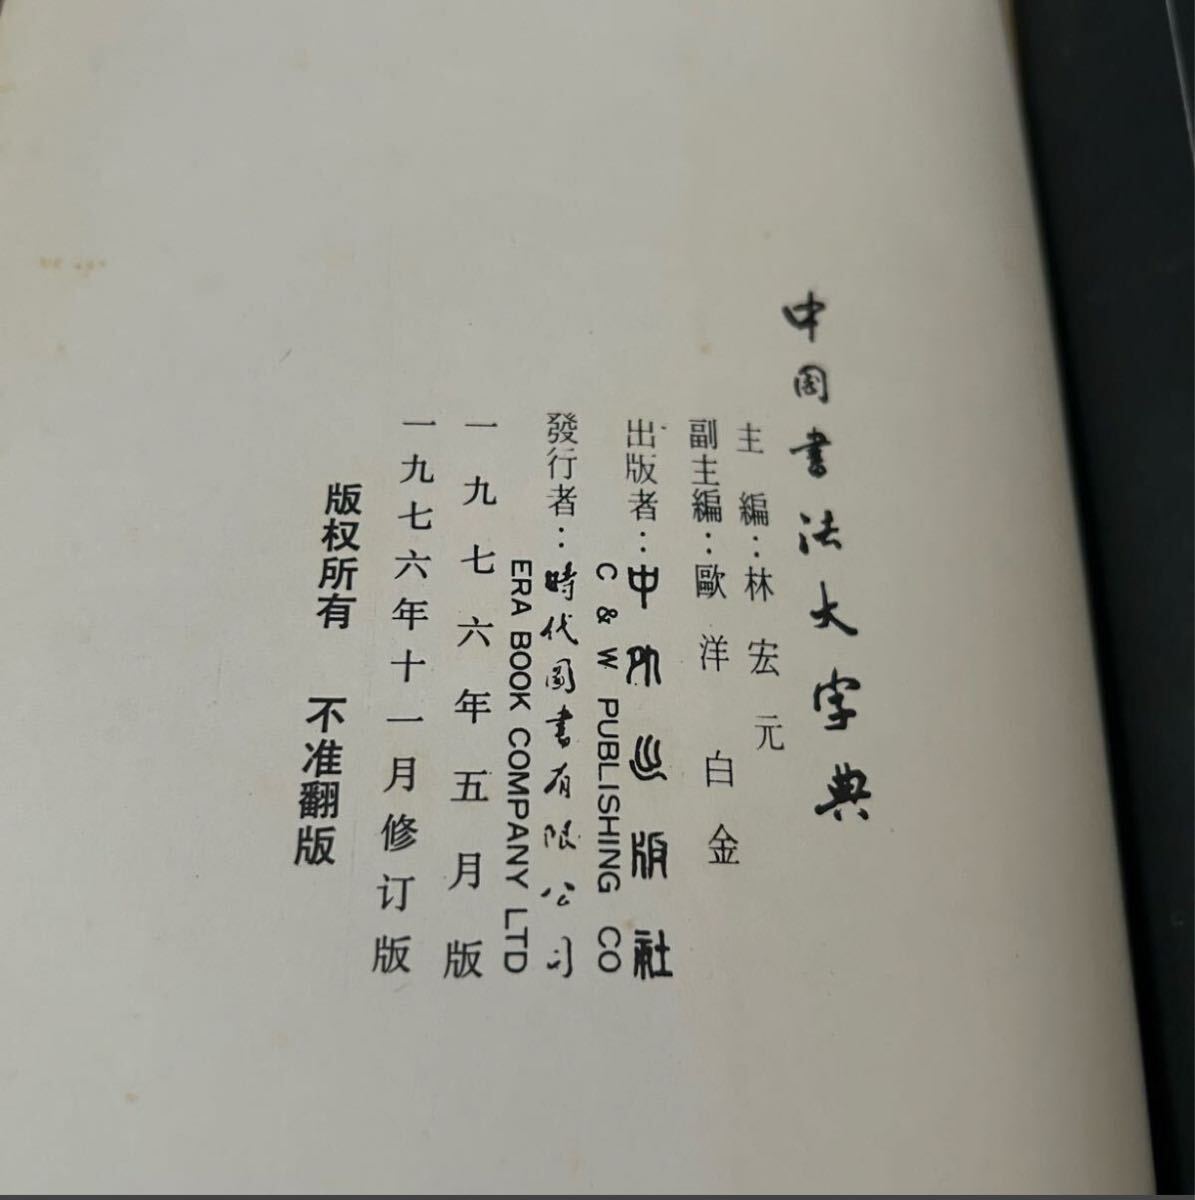 中國書法大字典
主編：林宏元
副主編：歐洋白金
出版者：中外出版社
C & W PUBLISHING CO
發行者：時代圖書有限公司
ERA BOOK COMPANY LTD
一九七六年五月版
一九七六年十一月修订版
版权所有 不准翻版